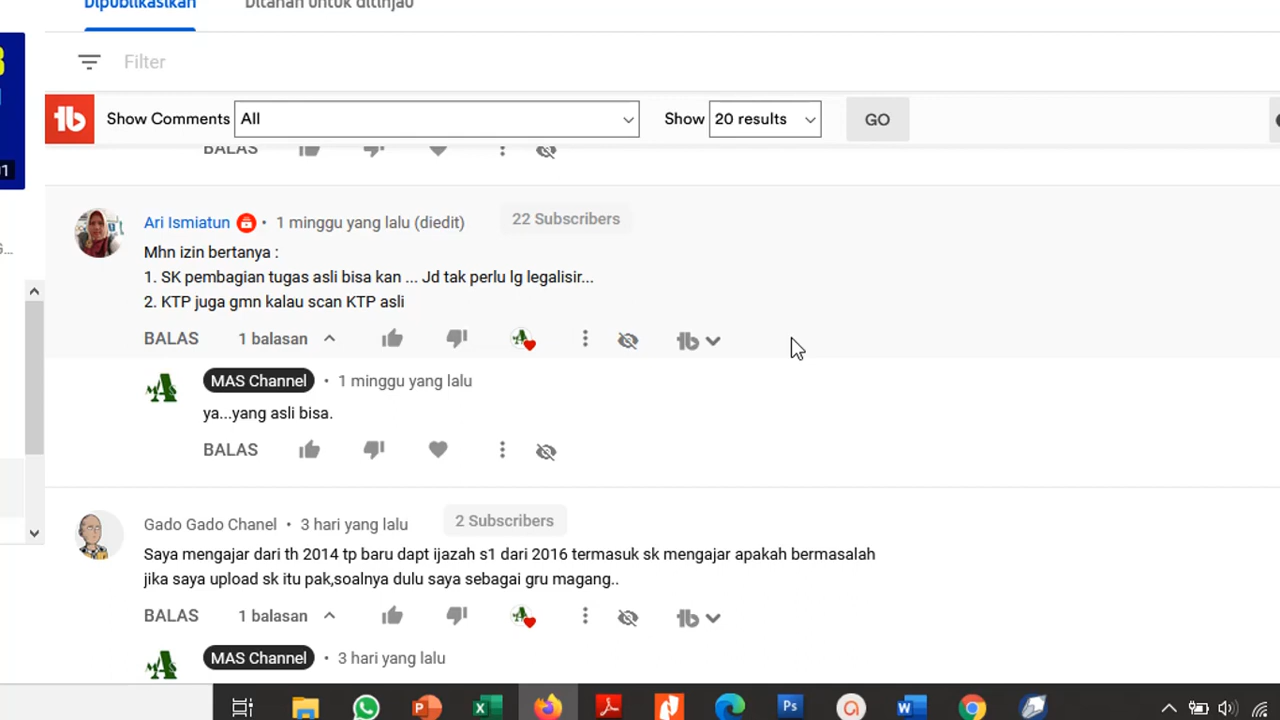 Dipublikasikan Ditahan untuk ditinjau
Filter
Show Comments All Show 20 results GO
BALAS
Ari Ismiatun • 1 minggu yang lalu (diedit) 22 Subscribers
Mhn izin bertanya :
1. SK pembagian tugas asli bisa kan ... Jd tak perlu lg legalisir...
2. KTP juga gmn kalau scan KTP asli
BALAS 1 balasan
MAS Channel • 1 minggu yang lalu
ya...yang asli bisa.
BALAS
Gado Gado Chanel • 3 hari yang lalu 2 Subscribers
Saya mengajar dari th 2014 tp baru dapt ijazah s1 dari 2016 termasuk sk mengajar apakah bermasalah
jika saya upload sk itu pak,soalnya dulu saya sebagai gru magang..
BALAS 1 balasan
MAS Channel • 3 hari yang lalu